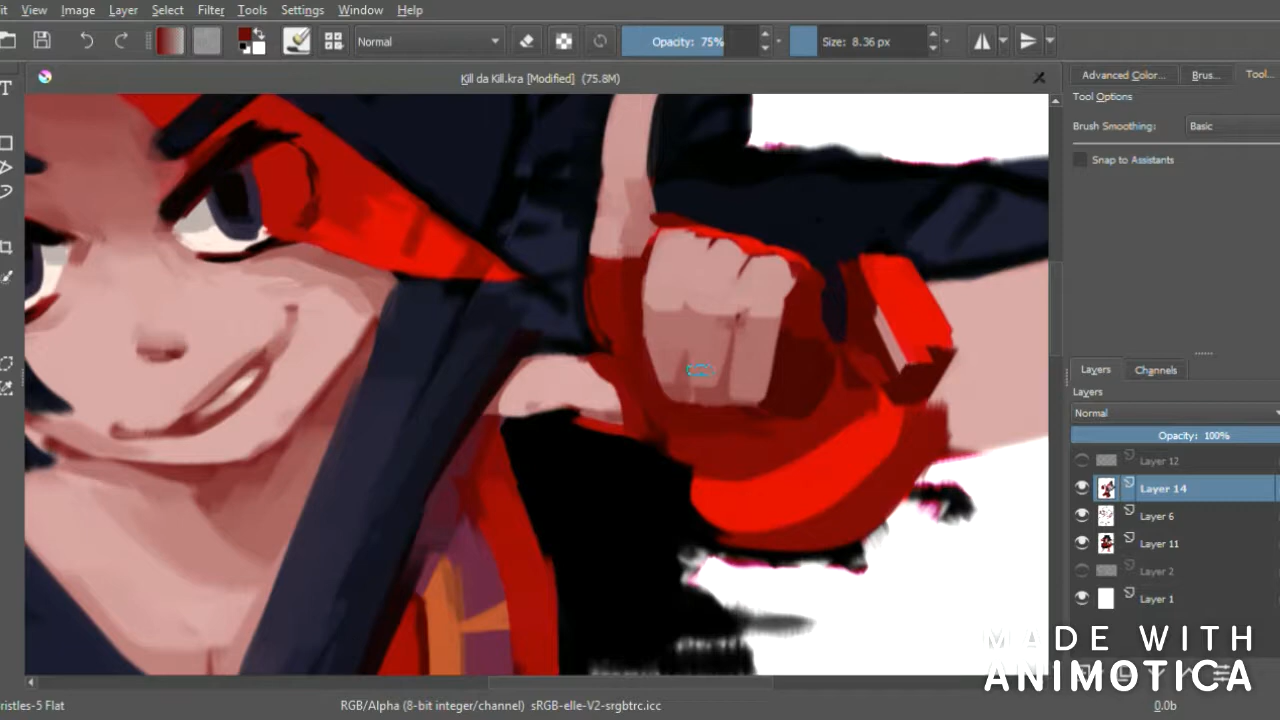 it View Image Layer Select Filter Tools Settings Window Help
Normal Opacity: 75% Size: 8.36 px
Kill da Kill.kra [Modified] (75.8M)
T
Advanced Color... Brus... Tool...
Tool Options
Brush Smoothing: Basic
Snap to Assistants
Layers Channels
Layers
Normal
Opacity: 100%
Layer 12
Layer 14
Layer 6
Layer 11
Layer 2
Layer 1
MADE WITH
ANIMOTICA
ristles-5 Flat RGB/Alpha (8-bit integer/channel) sRGB-elle-V2-srgbtrc.icc 0.0b